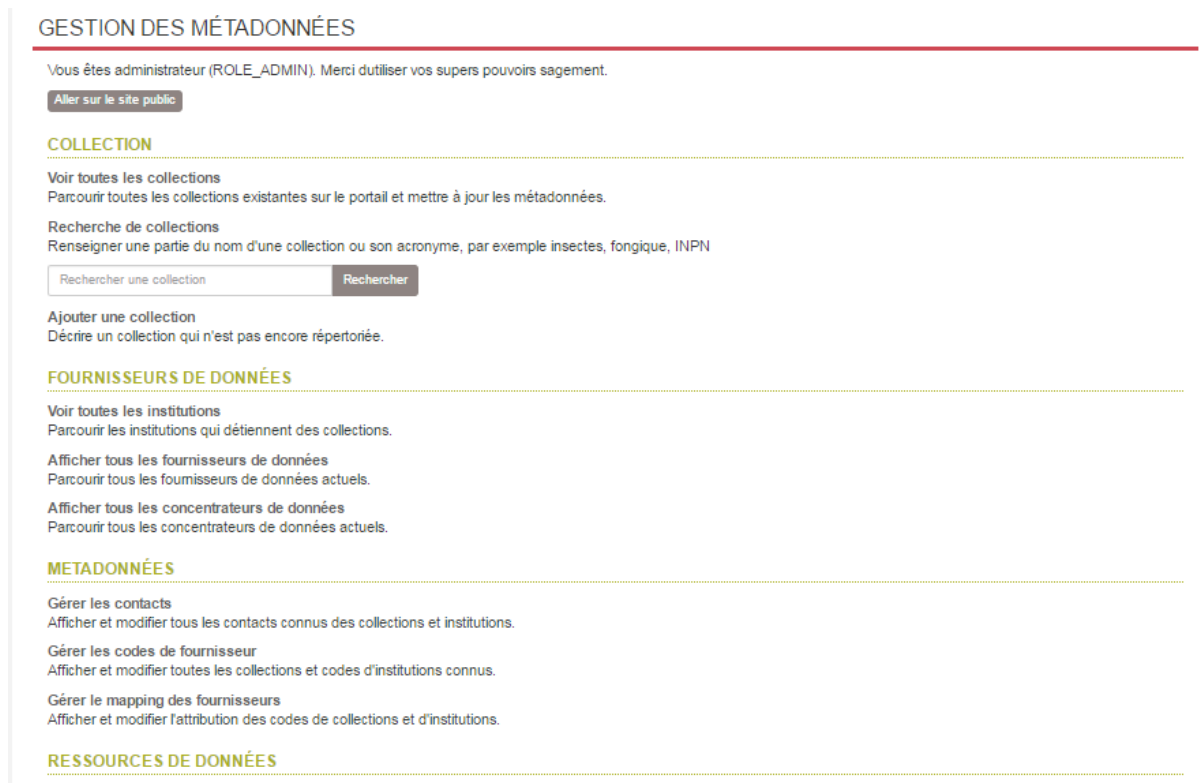 GESTION DES MÉTADONNÉES
Vous êtes administrateur (ROLE_ADMIN). Merci dutiliser vos supers pouvoirs sagement.
Aller sur le site public
COLLECTION
Voir toutes les collections
Parcourir toutes les collections existantes sur le portail et mettre à jour les métadonnées.
Recherche de collections
Renseigner une partie du nom d'une collection ou son acronyme, par exemple insectes, fongique, INPN
Rechercher une collection Rechercher
Ajouter une collection
Décrire un collection qui n'est pas encore répertoriée.
FOURNISSEURS DE DONNÉES
Voir toutes les institutions
Parcourir les institutions qui détiennent des collections.
Afficher tous les fournisseurs de données
Parcourir tous les fournisseurs de données actuels.
Afficher tous les concentrateurs de données
Parcourir tous les concentrateurs de données actuels.
METADONNÉES
Gérer les contacts
Afficher et modifier tous les contacts connus des collections et institutions.
Gérer les codes de fournisseur
Afficher et modifier toutes les collections et codes d'institutions connus.
Gérer le mapping des fournisseurs
Afficher et modifier l'attribution des codes de collections et d'institutions.
RESSOURCES DE DONNÉES